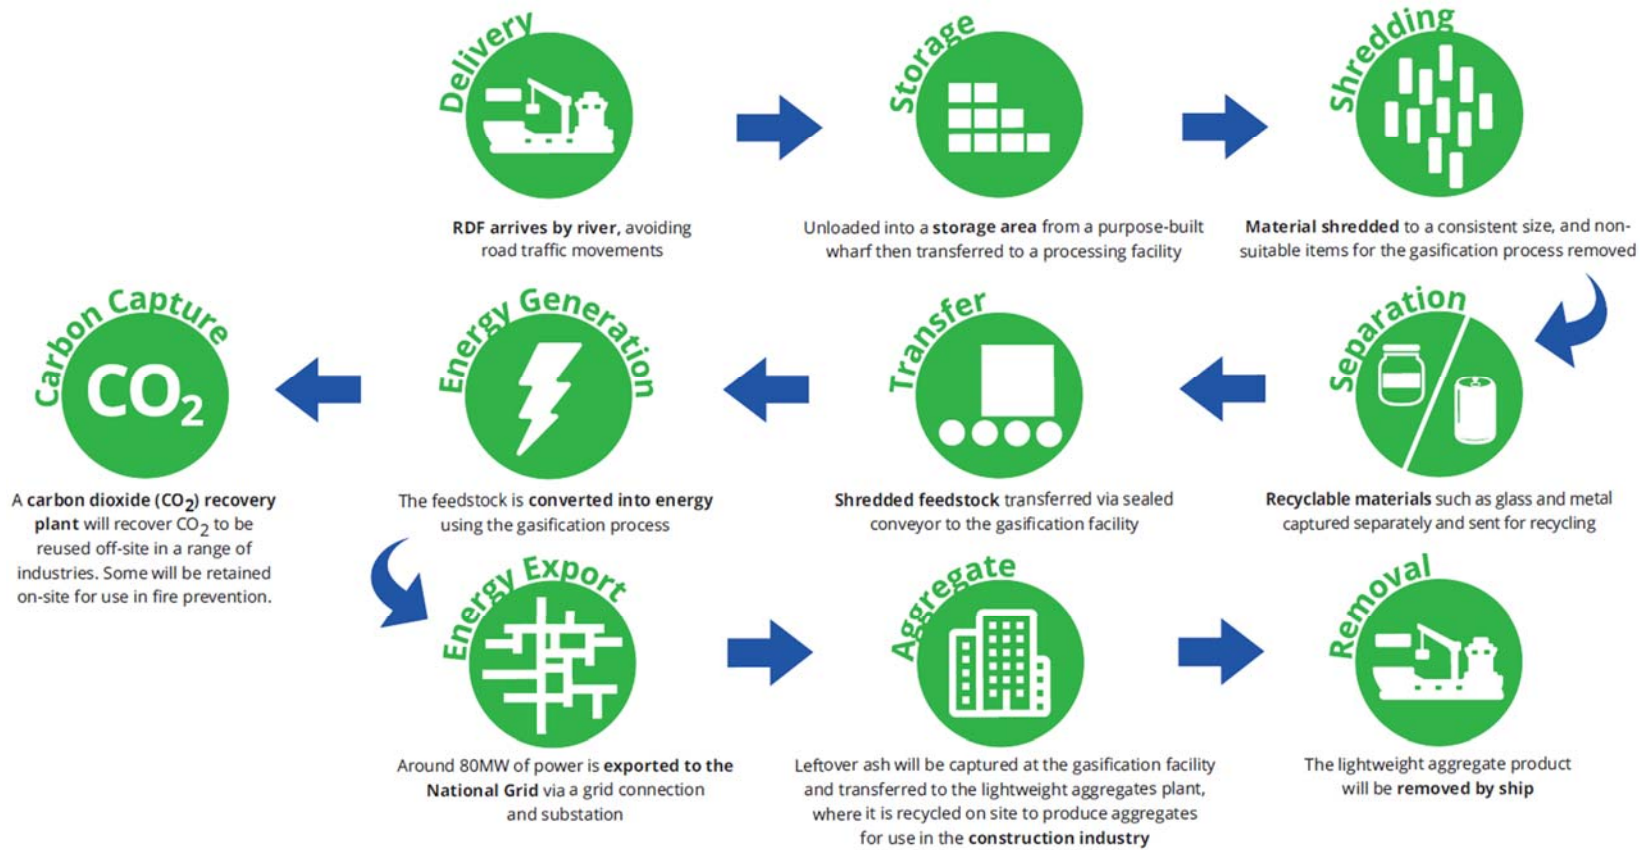 Delivery
RDF arrives by river, avoiding
road traffic movements
Storage
Unloaded into a storage area from a purpose-built
wharf then transferred to a processing facility
Shredding
Material shredded to a consistent size, and non-
suitable items for the gasification process removed
Separation
Recyclable materials such as glass and metal
captured separately and sent for recycling
Transfer
Shredded feedstock transferred via sealed
conveyor to the gasification facility
Energy Generation
The feedstock is converted into energy
using the gasification process
Carbon Capture
CO2
A carbon dioxide (CO2) recovery
plant will recover CO2 to be
reused off-site in a range of
industries. Some will be retained
on-site for use in fire prevention.
Energy Export
Around 80MW of power is exported to the
National Grid via a grid connection
and substation
Aggregate
Leftover ash will be captured at the gasification facility
and transferred to the lightweight aggregates plant,
where it is recycled on site to produce aggregates
for use in the construction industry
Removal
The lightweight aggregate product
will be removed by ship